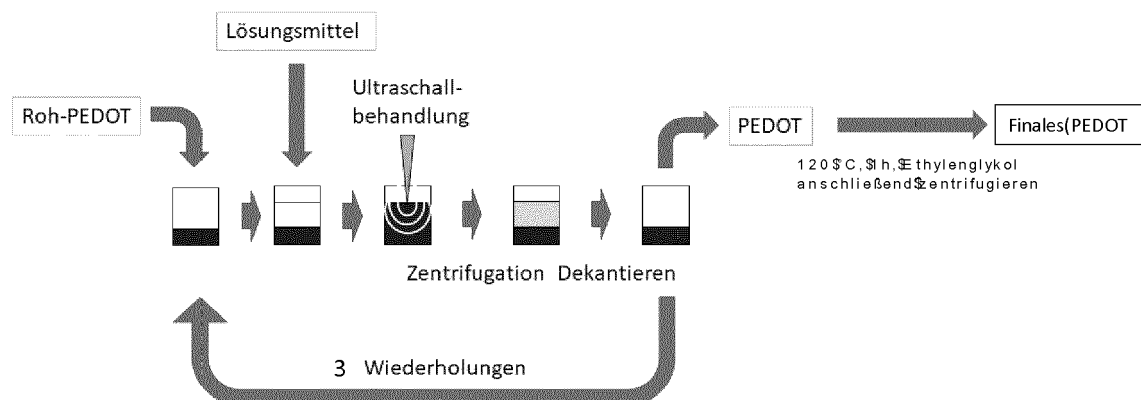 Lösungsmittel
Ultraschall-
behandlung
Roh-PEDOT
PEDOT
Finales(PEDOT
120$°C,$1h,$Ethylenglykol
anschließend$zentrifugieren
Zentrifugation Dekantieren
3 Wiederholungen